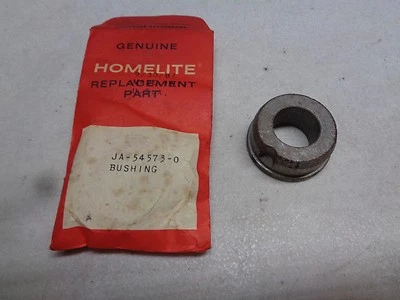 GENUINE
HOMELITE
REPLACEMENT
PART
JA-54573-0
BUSHING